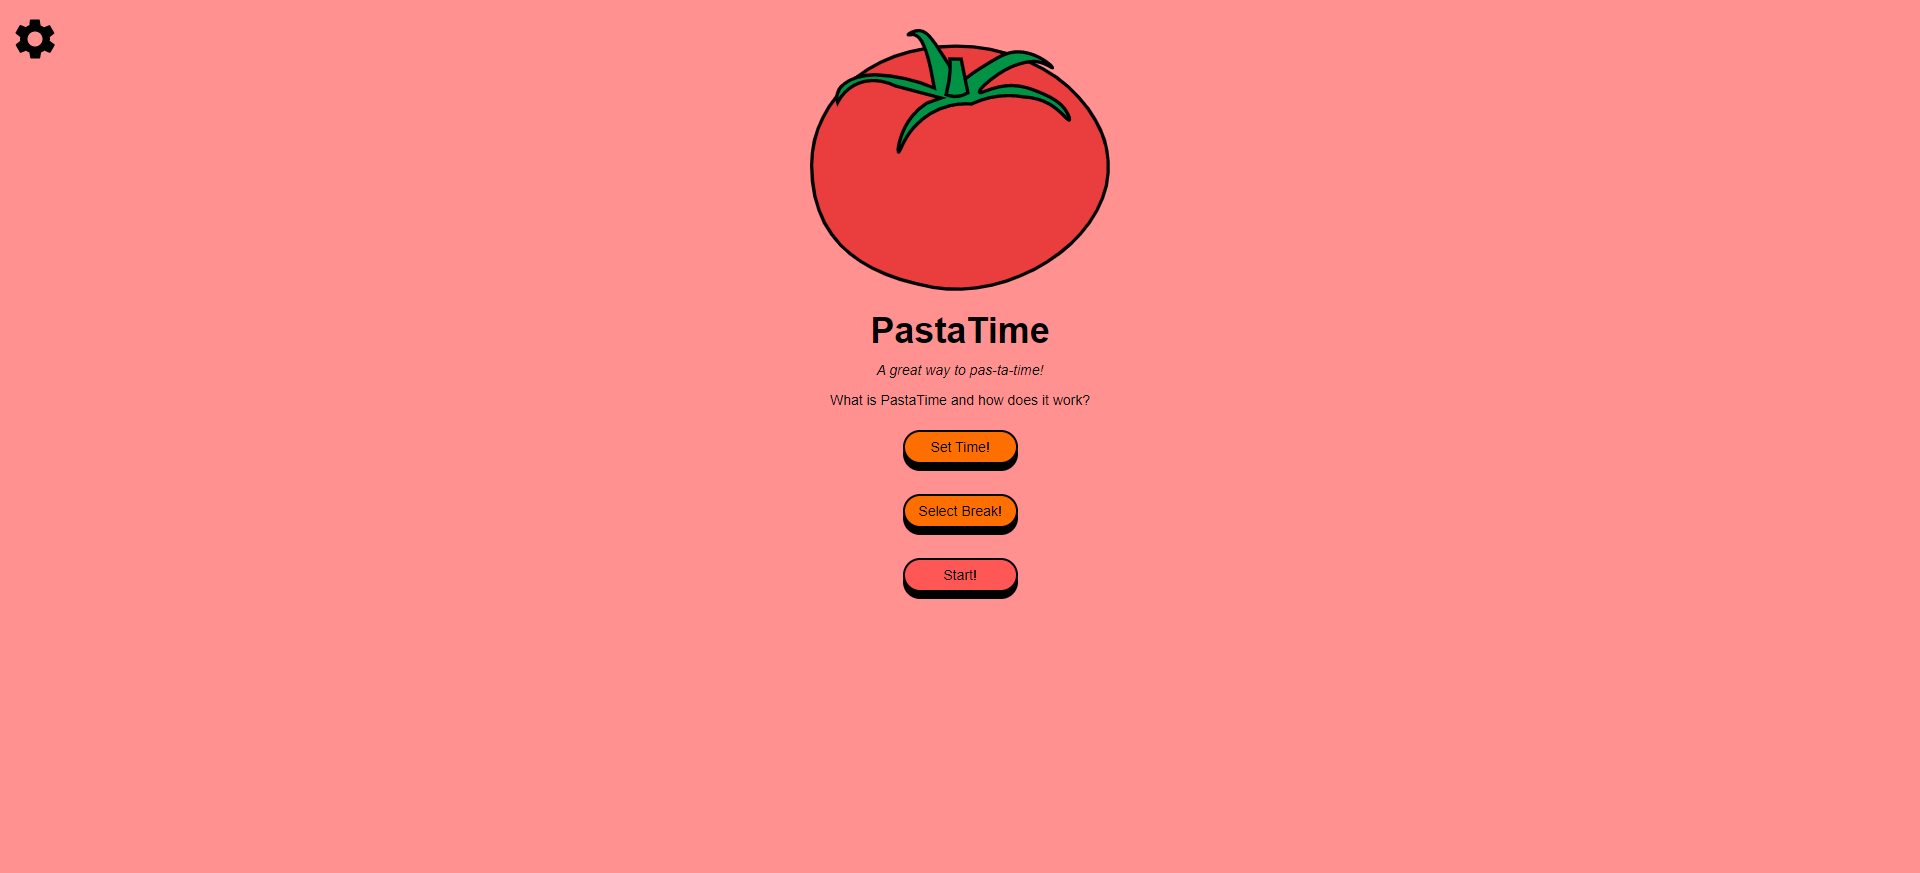 PastaTime
A great way to pas-ta-time!
What is PastaTime and how does it work?
Set Time!
Select Break!
Start!